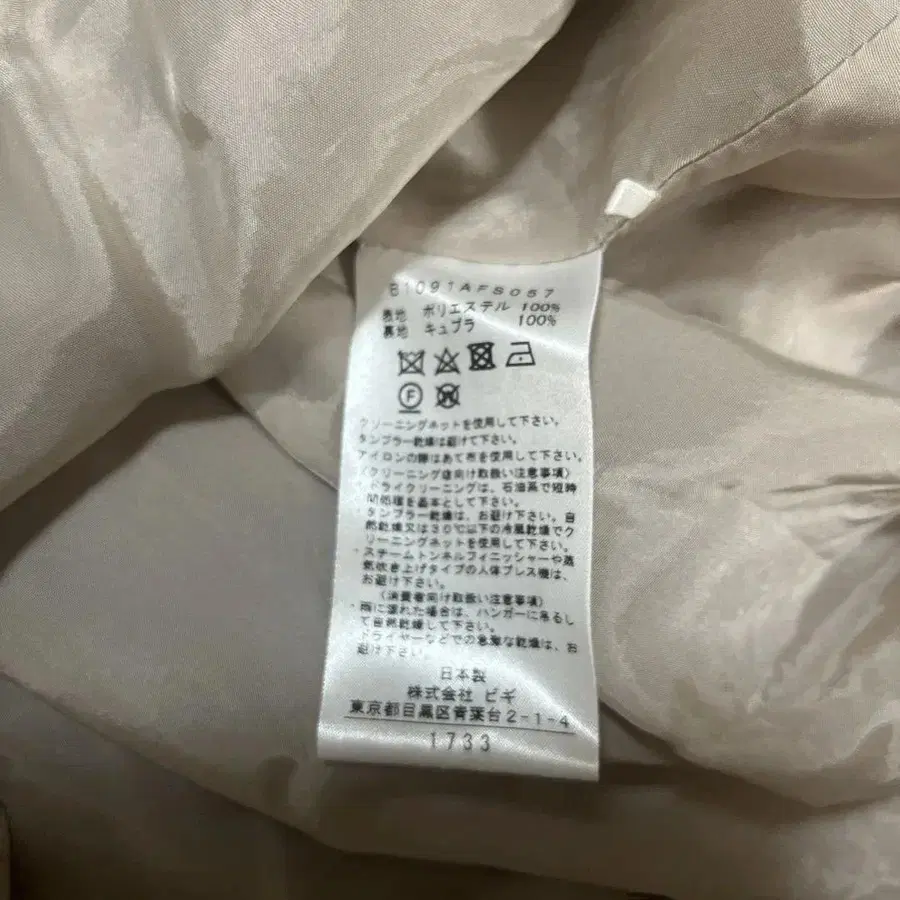 B1091AFS057
表地 ポリエステル 100%
裏地 キュプラ 100%
F W
クリーニングネットを使用して下さい。
タンブラー乾燥は避けて下さい。
アイロンの際はあて布を使用して下さい。
〈クリーニング店向け取扱い注意事項〉
ドライクリーニングは、石油系で短時
間処理を基本として下さい。
タンブラー乾燥は、お避け下さい。自
然乾燥又は30℃以下の冷風乾燥でク
リーニングネットを使用して下さい。
スチームトンネルフィニッシャーや蒸
気吹き上げタイプの人体プレス機は、
お避け下さい。
〈消費者向け取扱い注意事項〉
雨に濡れた場合は、ハンガーに吊るし
て自然乾燥して下さい。
ドライヤーなどでの急激な乾燥は、お
避け下さい。
日本製
株式会社 ビギ
東京都目黒区青葉台2-1-4
1733